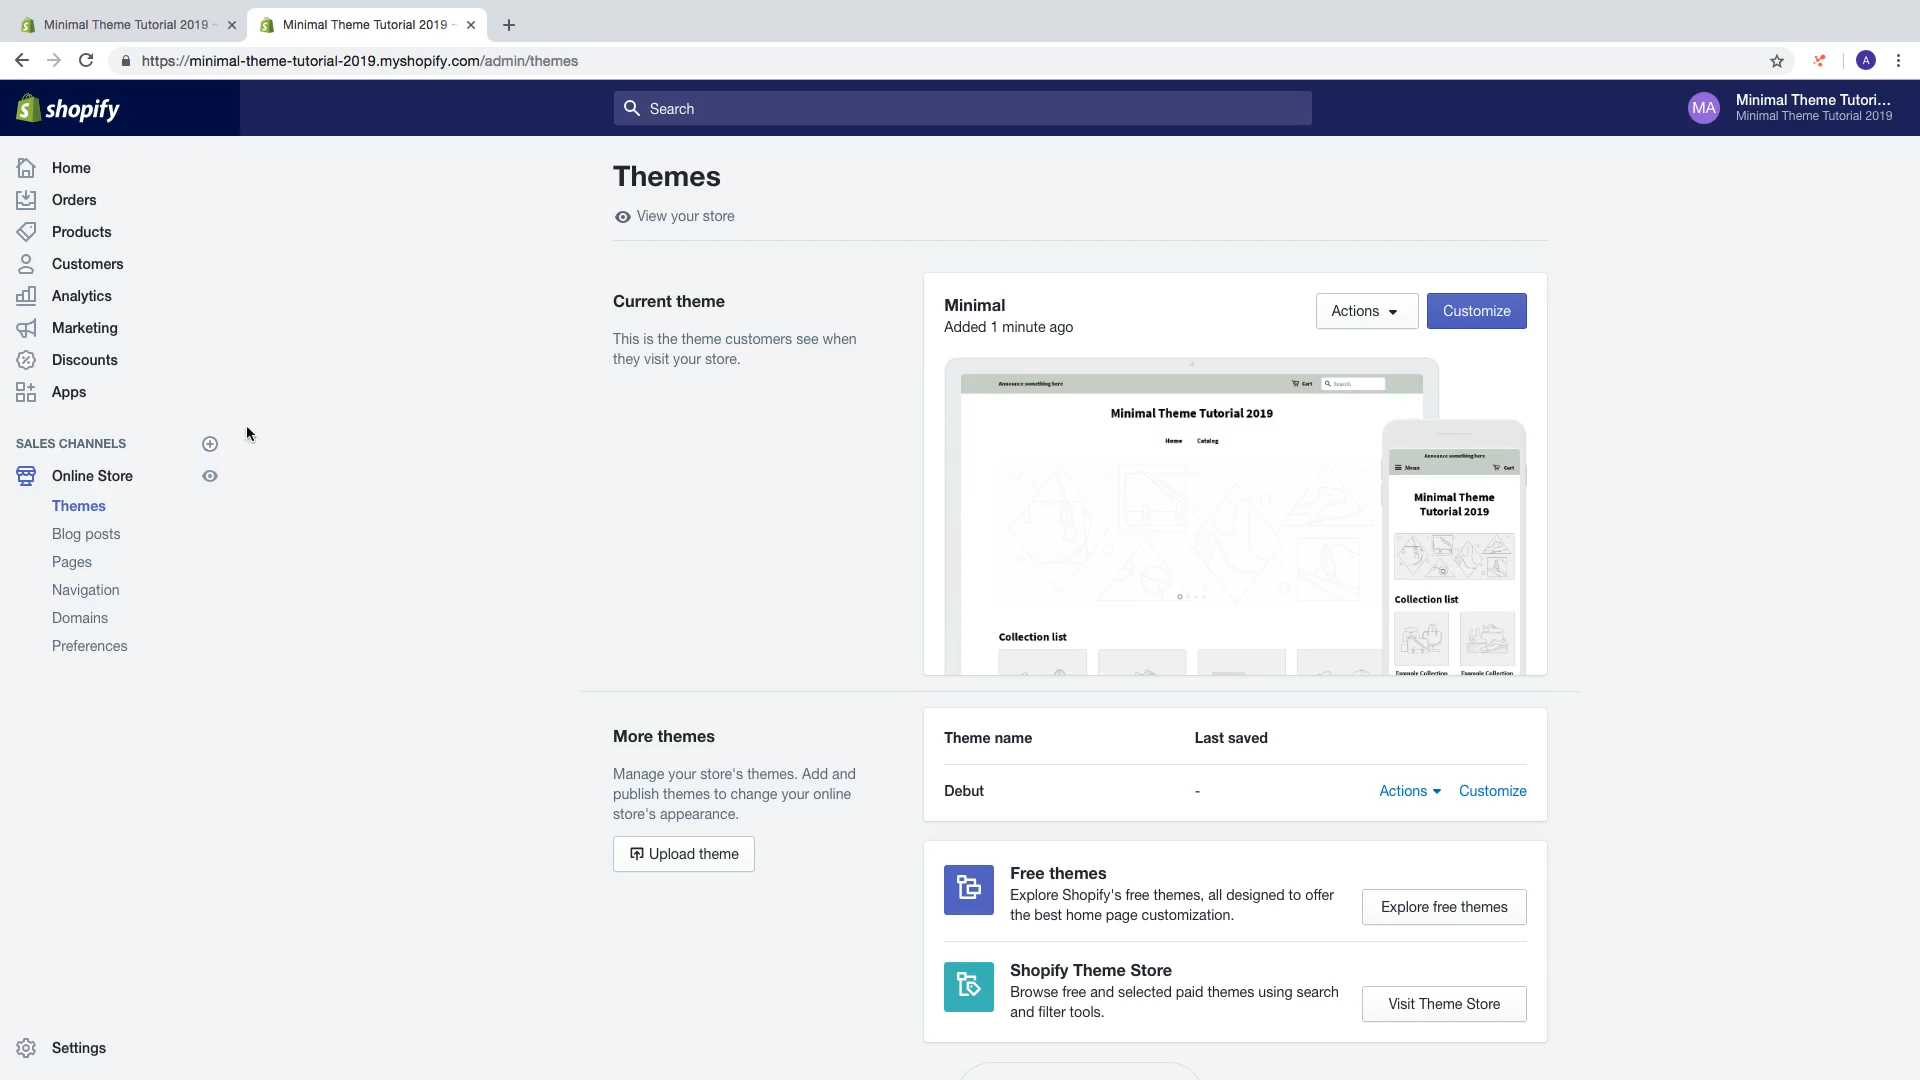 Minimal Theme Tutorial 2019 -
Minimal Theme Tutorial 2019 -
https://minimal-theme-tutorial-2019.myshopify.com/admin/themes
A
shopify
Search
MA
Minimal Theme Tutori...
Minimal Theme Tutorial 2019
Home
Orders
Products
Customers
Analytics
Marketing
Discounts
Apps
SALES CHANNELS
Online Store
Themes
Blog posts
Pages
Navigation
Domains
Preferences
Settings
Themes
View your store
Current theme
This is the theme customers see when
they visit your store.
Minimal
Added 1 minute ago
Actions
Customize
Announce something here
Cart
Search
Minimal Theme Tutorial 2019
Home
Catalog
Collection list
Announce something here
Menu
Cart
Minimal Theme
Tutorial 2019
Collection list
Example Collection
Example Collection
More themes
Manage your store's themes. Add and
publish themes to change your online
store's appearance.
Upload theme
Theme name
Last saved
Debut
-
Actions
Customize
Free themes
Explore Shopify's free themes, all designed to offer
the best home page customization.
Explore free themes
Shopify Theme Store
Browse free and selected paid themes using search
and filter tools.
Visit Theme Store